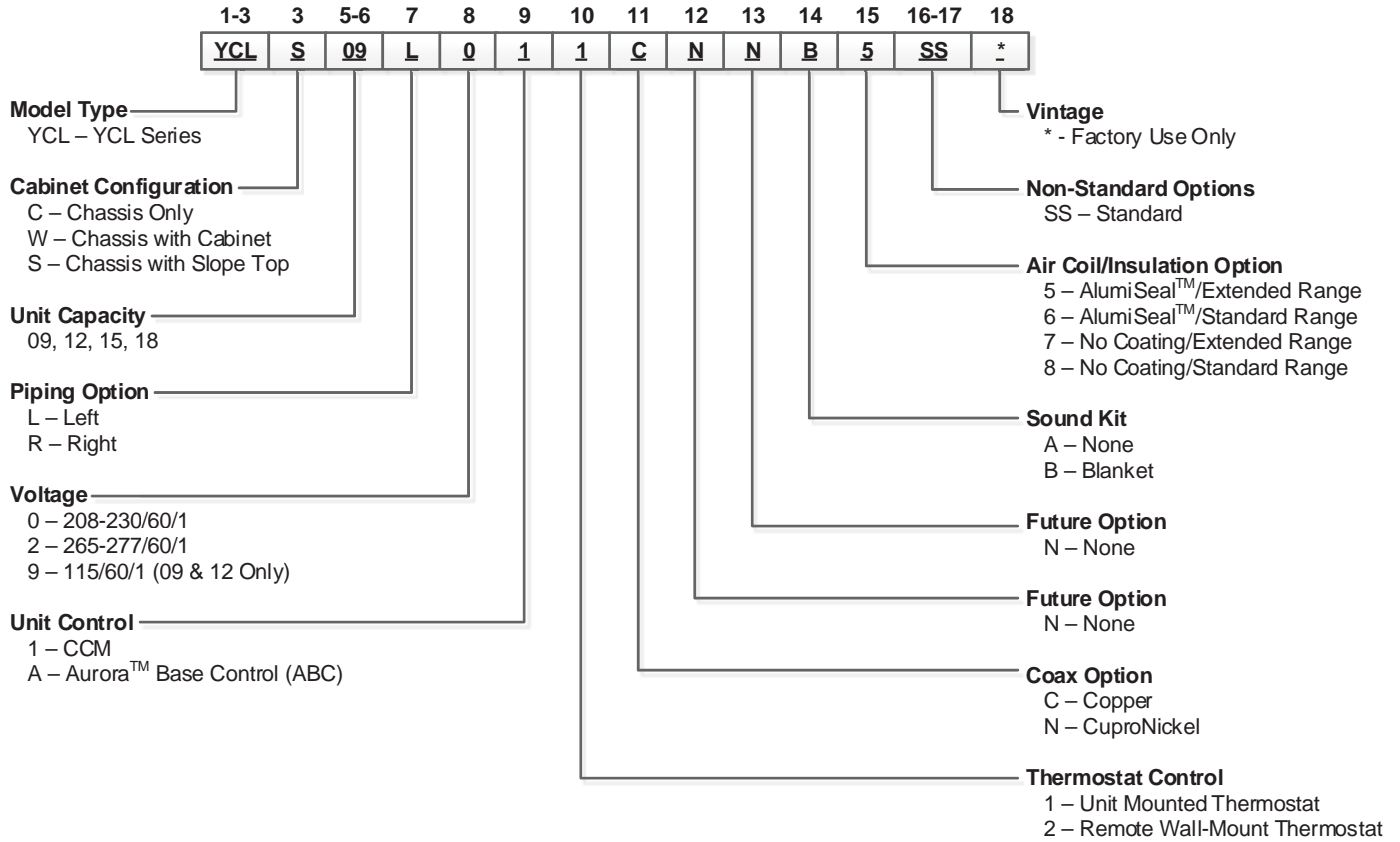 1-3 3 5-6 7 8 9 10 11 12 13 14 15 16-17 18
YCL S 09 L 0 1 1 C N N B 5 SS *
Model Type
YCL – YCL Series
Cabinet Configuration
C – Chassis Only
W – Chassis with Cabinet
S – Chassis with Slope Top
Unit Capacity
09, 12, 15, 18
Piping Option
L – Left
R – Right
Voltage
0 – 208-230/60/1
2 – 265-277/60/1
9 – 115/60/1 (09 & 12 Only)
Unit Control
1 – CCM
A – Aurora™ Base Control (ABC)
Vintage
* - Factory Use Only
Non-Standard Options
SS – Standard
Air Coil/Insulation Option
5 – AlumiSeal™/Extended Range
6 – AlumiSeal™/Standard Range
7 – No Coating/Extended Range
8 – No Coating/Standard Range
Sound Kit
A – None
B – Blanket
Future Option
N – None
Future Option
N – None
Coax Option
C – Copper
N – CuproNickel
Thermostat Control
1 – Unit Mounted Thermostat
2 – Remote Wall-Mount Thermostat